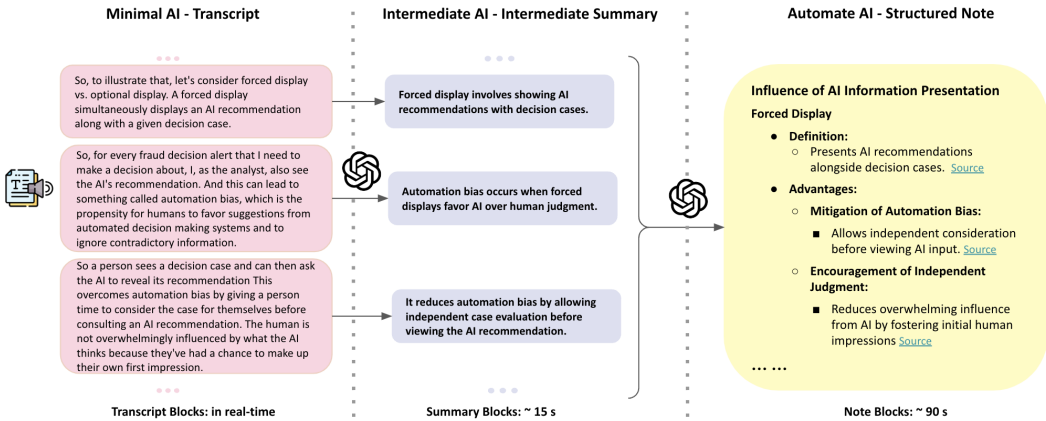 Minimal AI - Transcript
So, to illustrate that, let's consider forced display
vs. optional display. A forced display
simultaneously displays an AI recommendation
along with a given decision case.
So, for every fraud decision alert that I need to
make a decision about, I, as the analyst, also see
the AI's recommendation. And this can lead to
something called automation bias, which is the
propensity for humans to favor suggestions from
automated decision making systems and to
ignore contradictory information.
So a person sees a decision case and can then ask
the AI to reveal its recommendation This
overcomes automation bias by giving a person
time to consider the case for themselves before
consulting an AI recommendation. The human is
not overwhelmingly influenced by what the AI
thinks because they've had a chance to make up
their own first impression.
Transcript Blocks: in real-time
Intermediate AI - Intermediate Summary
Forced display involves showing AI
recommendations with decision cases.
Automation bias occurs when forced
displays favor AI over human judgment.
It reduces automation bias by allowing
independent case evaluation before
viewing the AI recommendation.
Summary Blocks: ~ 15 s
Automate AI - Structured Note
Influence of AI Information Presentation
Forced Display
● Definition:
○ Presents AI recommendations
alongside decision cases. Source
● Advantages:
○ Mitigation of Automation Bias:
■ Allows independent consideration
before viewing AI input. Source
○ Encouragement of Independent
Judgment:
■ Reduces overwhelming influence
from AI by fostering initial human
impressions Source
... ...
Note Blocks: ~ 90 s